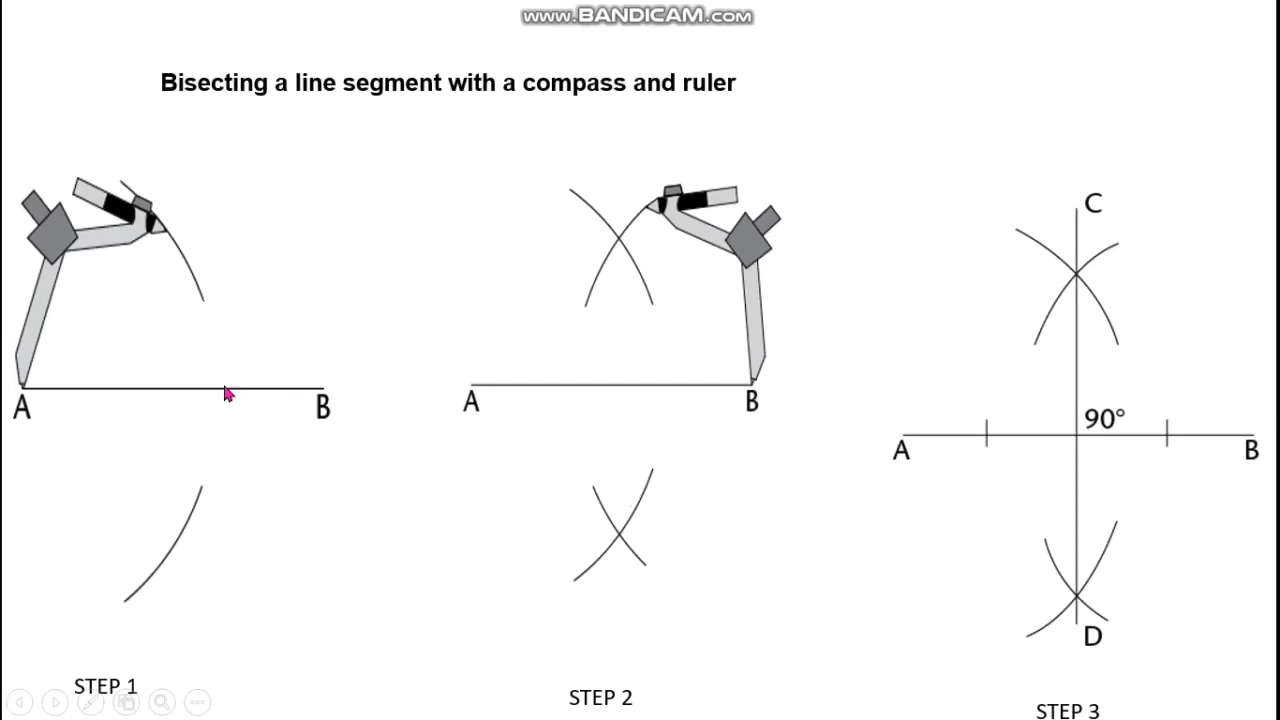 www.BANDICAM.com
Bisecting a line segment with a compass and ruler
A
B
A
B
C
90°
A
B
D
STEP 1
STEP 2
STEP 3